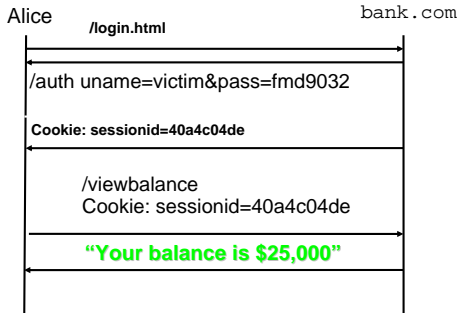 Alice
bank.com
/login.html
/auth uname=victim&pass=fmd9032
Cookie: sessionid=40a4c04de
/viewbalance
Cookie: sessionid=40a4c04de
“Your balance is $25,000”